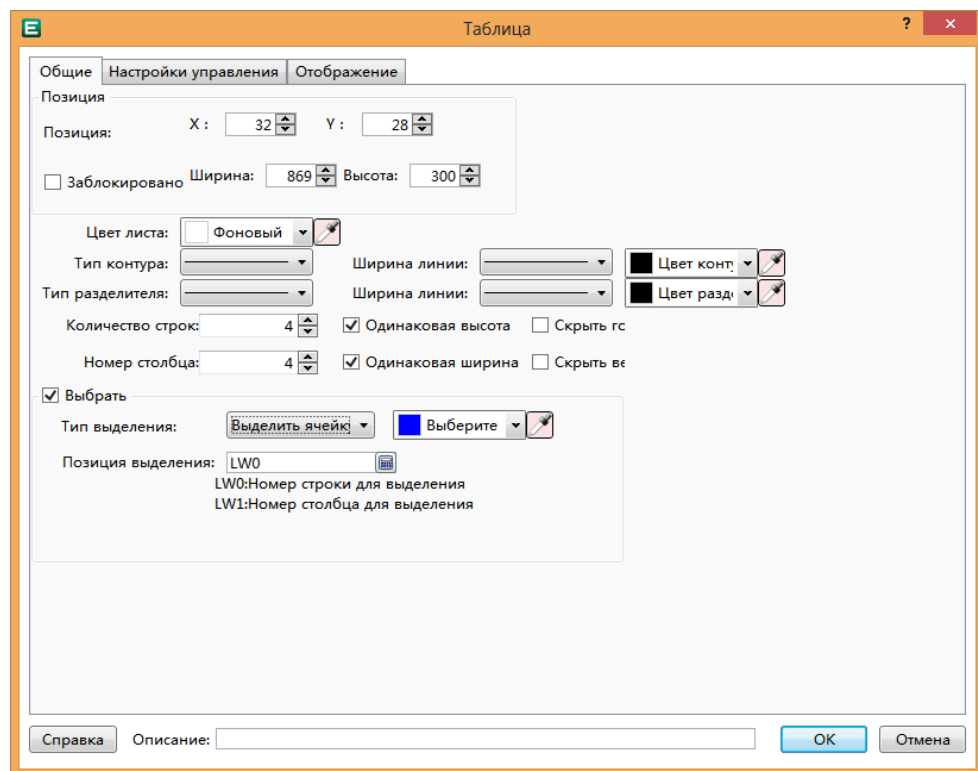 E Таблица ? ×
Общие Настройки управления Отображение
Позиция
Позиция: X : 32 Y : 28
Заблокировано Ширина: 869 Высота: 300
Цвет листа: Фоновый
Тип контура: Ширина линии: Цвет конт
Тип разделителя: Ширина линии: Цвет разд
Количество строк: 4 Одинаковая высота Скрыть го
Номер столбца: 4 Одинаковая ширина Скрыть ве
Выбрать
Тип выделения: Выделить ячейк Выберите
Позиция выделения: LW0
LW0:Номер строки для выделения
LW1:Номер столбца для выделения
Справка Описание: OK Отмена